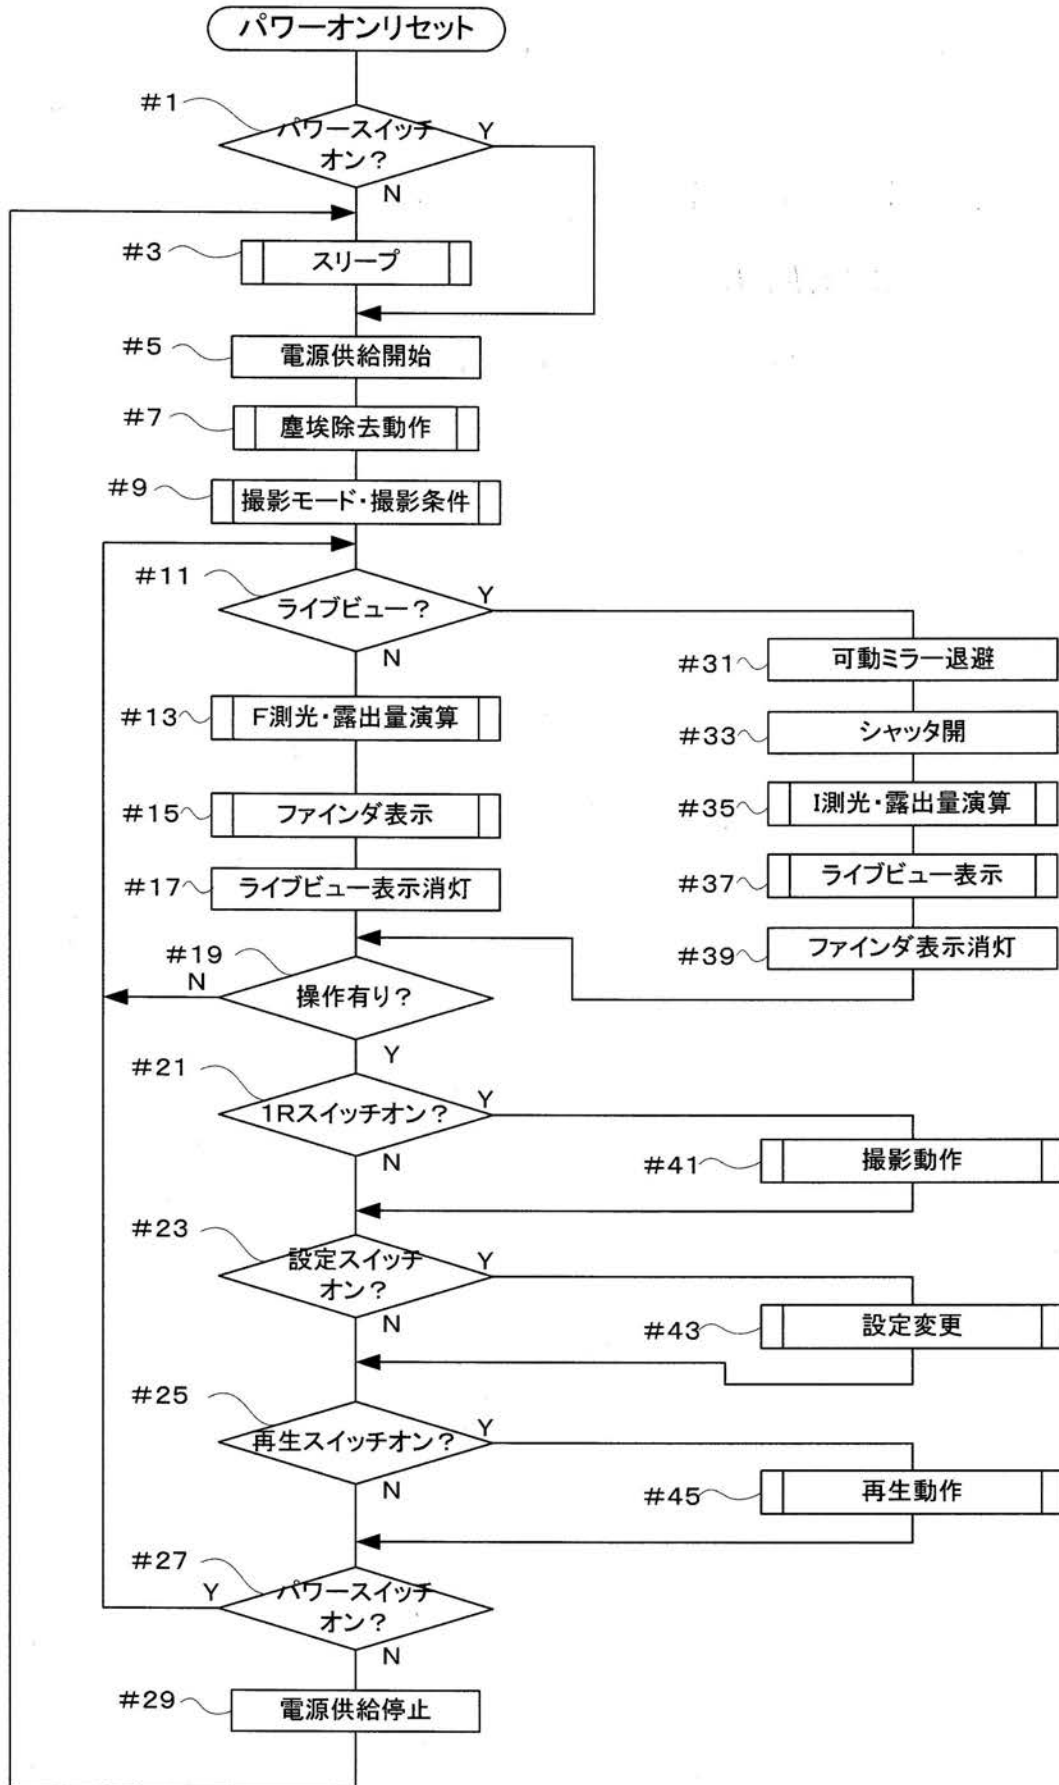 パワーオンリセット
#1
パワースイッチ
オン?
Y
N
#3
スリープ
#5
電源供給開始
#7
塵埃除去動作
#9
撮影モード・撮影条件
#11
ライブビュー?
Y
N
#31
可動ミラー退避
#13
F測光・露出量演算
#33
シャッタ開
#35
I測光・露出量演算
#15
ファインダ表示
#37
ライブビュー表示
#17
ライブビュー表示消灯
#39
ファインダ表示消灯
#19
操作有り?
N
Y
#21
1Rスイッチオン?
Y
N
#41
撮影動作
#23
設定スイッチ
オン?
Y
N
#43
設定変更
#25
再生スイッチオン?
Y
N
#45
再生動作
#27
パワースイッチ
オン?
Y
N
#29
電源供給停止